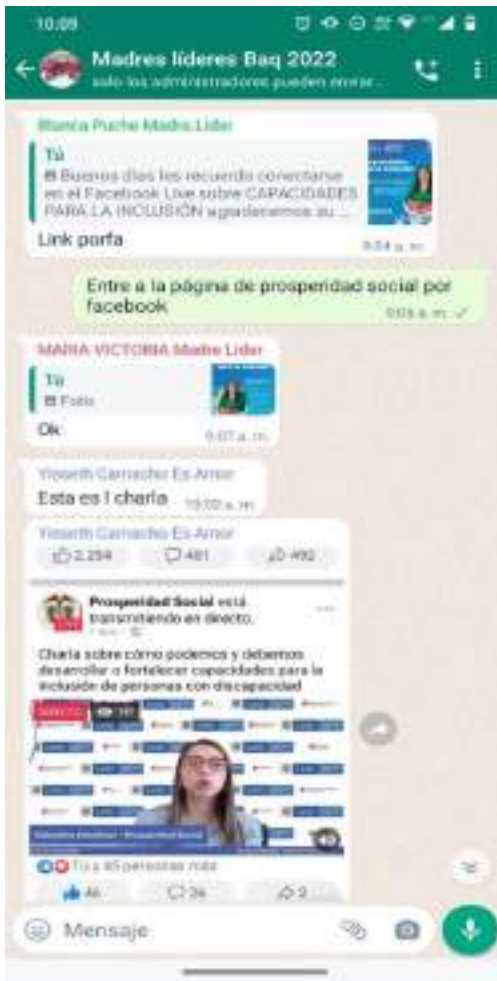 10:09
Madres líderes Baq 2022
solo los administradores pueden enviar...
Blanca Puche Madre Lider
Tú
Buenos días les recuerdo conectarse
en el Facebook Live sobre CAPACIDADES
PARA LA INCLUSIÓN agradecemos su ...
Link porfa
9:04 a. m.
Entre a la página de prosperidad social por
facebook
9:05 a. m.
MARIA VICTORIA Madre Lider
Tú
Foto
Ok
9:07 a. m.
Yiseeth Camacho Es Amor
Esta es l charla
10:02 a. m.
Yiseeth Camacho Es Amor
2.294
481
492
Prosperidad Social está
transmitiendo en directo.
Charla sobre cómo podemos y debemos
desarrollar o fortalecer capacidades para la
inclusión de personas con discapacidad
Tú y 45 personas más
46
2
Mensaje